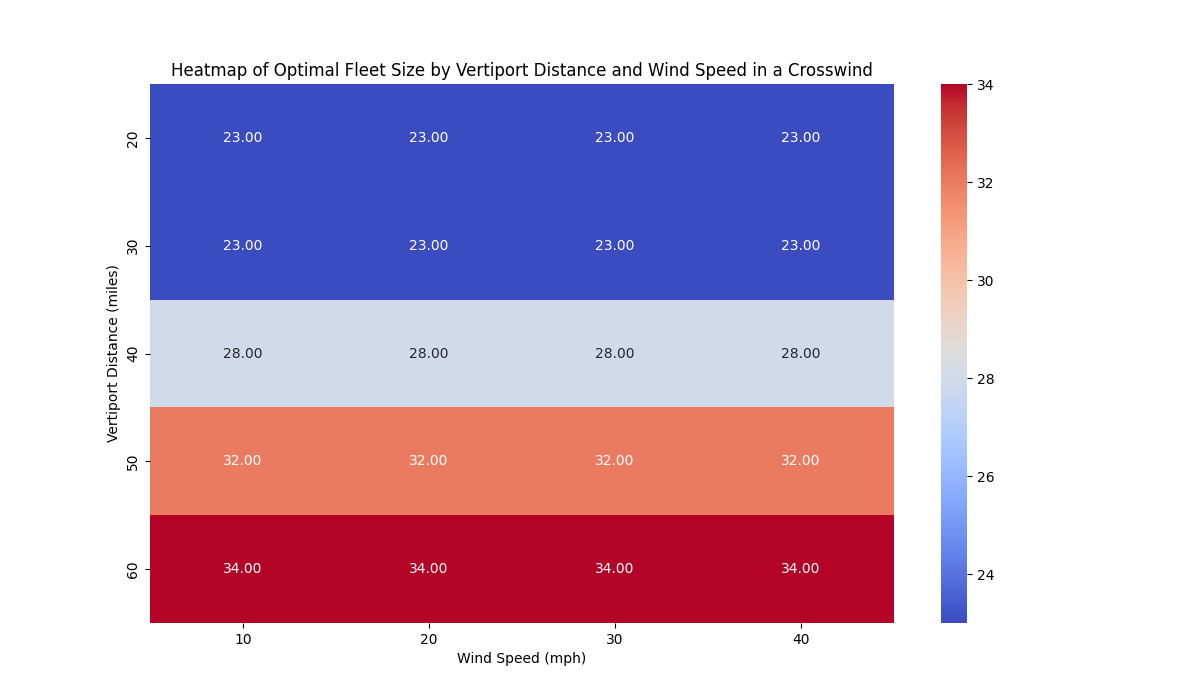 Heatmap of Optimal Fleet Size by Vertiport Distance and Wind Speed in a Crosswind
Vertiport Distance (miles)
20
23.00 23.00 23.00 23.00
30
23.00 23.00 23.00 23.00
40
28.00 28.00 28.00 28.00
50
32.00 32.00 32.00 32.00
60
34.00 34.00 34.00 34.00
10 20 30 40
Wind Speed (mph)
34
32
30
28
26
24